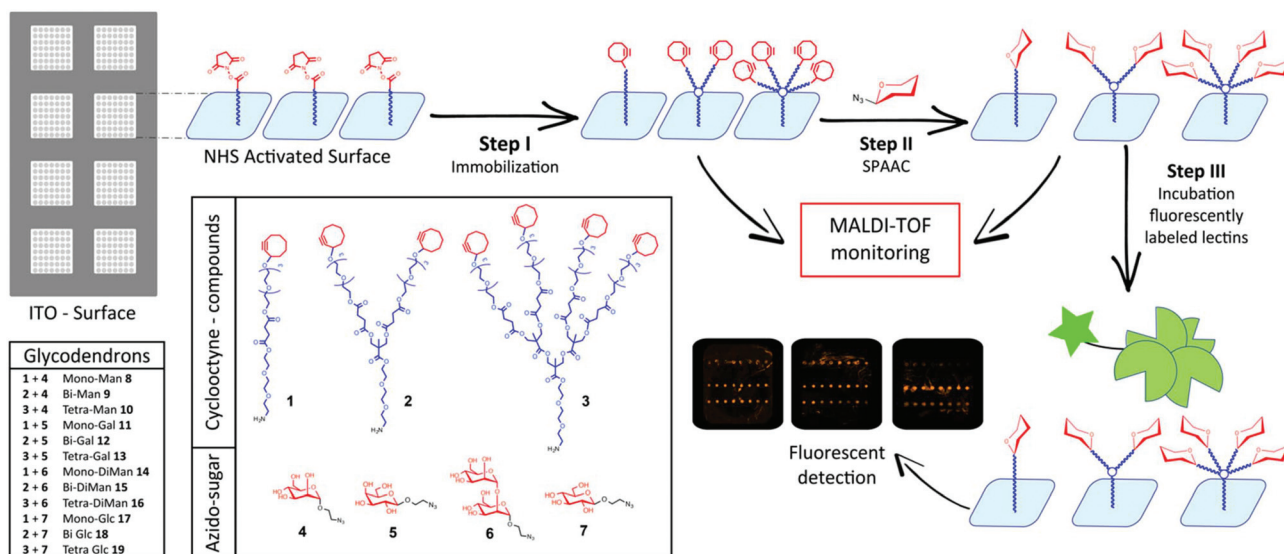 NHS Activated Surface
Step I
Immobilization
N₃
Step II
SPAAC
Step III
Incubation
fluorescently
labeled lectins
MALDI-TOF
monitoring
ITO - Surface
Glycodendrons
1 + 4 Mono-Man 8
2 + 4 Bi-Man 9
3 + 4 Tetra-Man 10
1 + 5 Mono-Gal 11
2 + 5 Bi-Gal 12
3 + 5 Tetra-Gal 13
1 + 6 Mono-DiMan 14
2 + 6 Bi-DiMan 15
3 + 6 Tetra-DiMan 16
1 + 7 Mono-Glc 17
2 + 7 Bi Glc 18
3 + 7 Tetra Glc 19
Cyclooctyne - compounds
1
2
3
H₂N
H₂N
H₂N
Azido-sugar
4
5
6
7
Fluorescent
detection